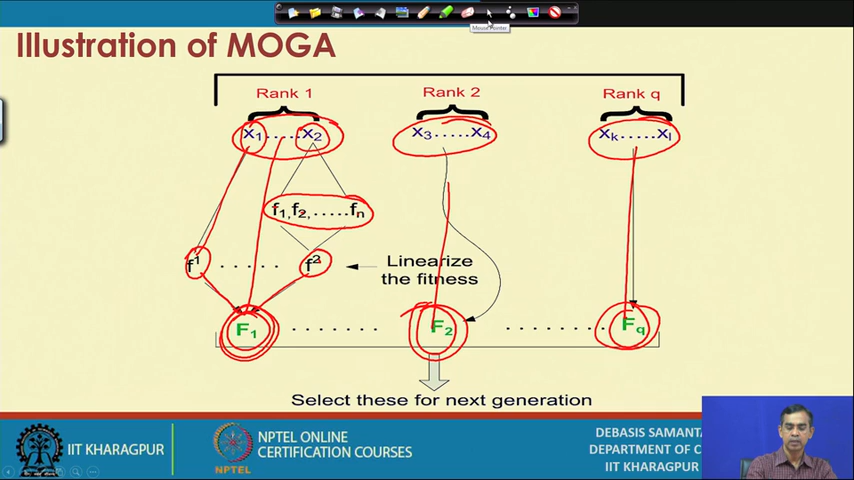 Mouse Pointer
Illustration of MOGA
Rank 1 Rank 2 Rank q
x1.....x2 x3.....x4 xk.....xl
f1,f2,.....fn
f1 ..... f2 Linearize
the fitness
F1 ....... F2 ....... Fq
Select these for next generation
IIT KHARAGPUR
NPTEL
NPTEL ONLINE
CERTIFICATION COURSES
DEBASIS SAMANTA
DEPARTMENT OF C
IIT KHARAGPUR